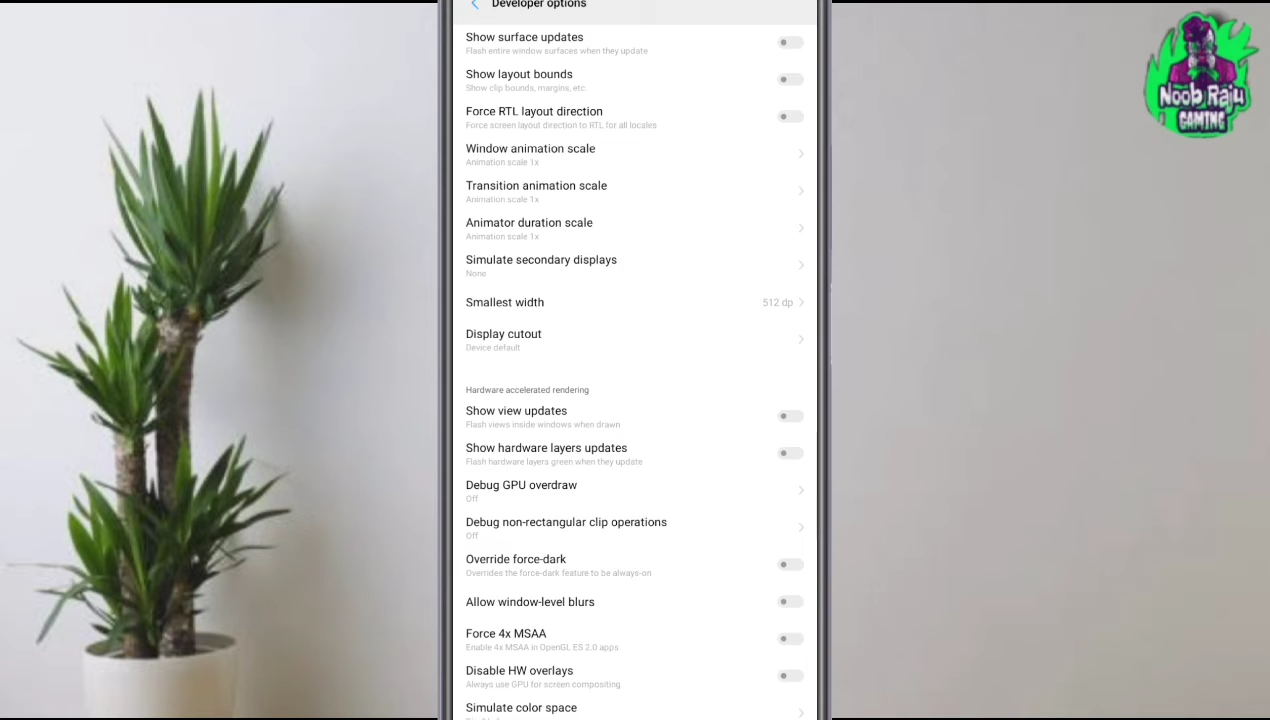 Developer options
Show surface updates
Flash entire window surfaces when they update
Show layout bounds
Show clip bounds, margins, etc.
Force RTL layout direction
Force screen layout direction to RTL for all locales
Window animation scale
Animation scale 1x
Transition animation scale
Animation scale 1x
Animator duration scale
Animation scale 1x
Simulate secondary displays
None
Smallest width
512 dp
Display cutout
Device default
Hardware accelerated rendering
Show view updates
Flash views inside windows when drawn
Show hardware layers updates
Flash hardware layers green when they update
Debug GPU overdraw
Off
Debug non-rectangular clip operations
Off
Override force-dark
Overrides the force-dark feature to be always-on
Allow window-level blurs
Force 4x MSAA
Enable 4x MSAA in OpenGL ES 2.0 apps
Disable HW overlays
Always use GPU for screen compositing
Simulate color space
Noob Raju
GAMING